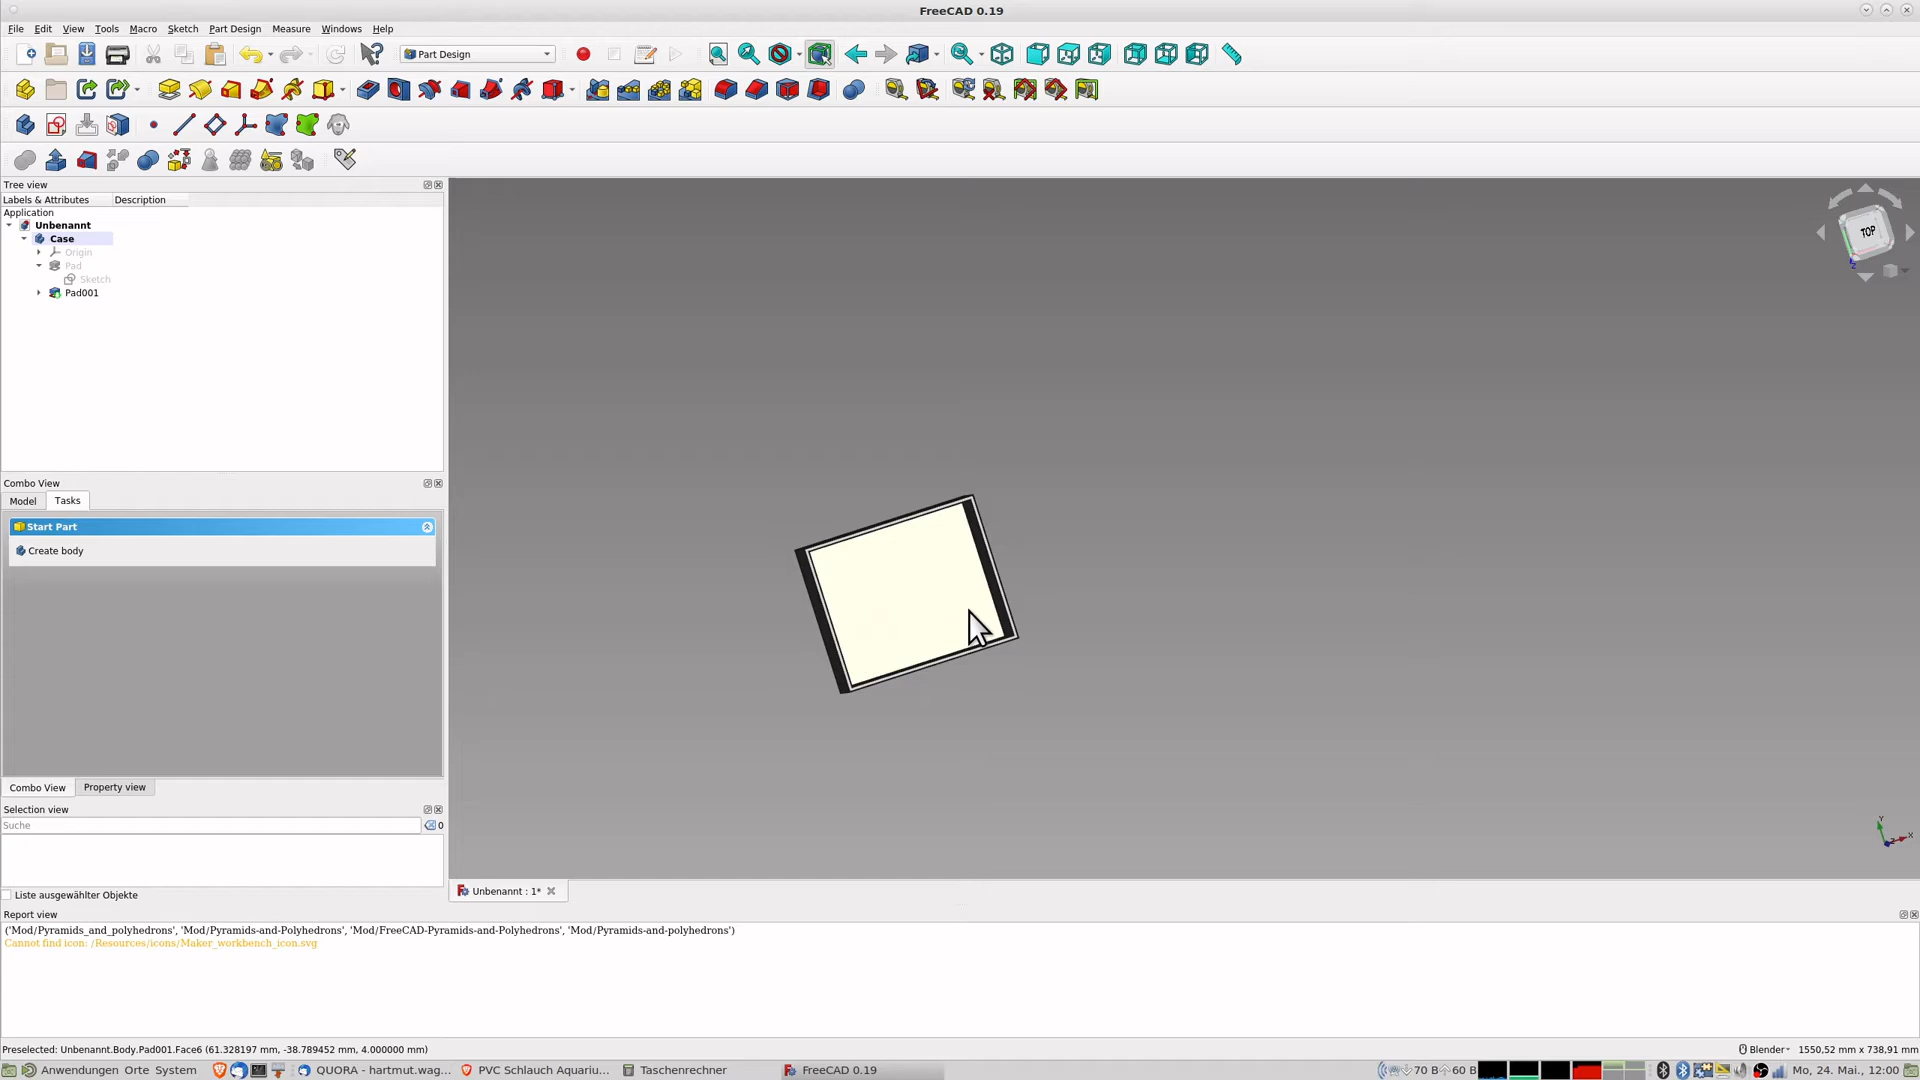 FreeCAD 0.19
File Edit View Tools Macro Sketch Part Design Measure Windows Help
Part Design
Tree view
Labels & Attributes Description
Application
Unbenannt
Case
Origin
Pad
Sketch
Pad001
TOP
Combo View
Model Tasks
Start Part
Create body
Combo View Property view
Selection view
Suche 0
Liste ausgewählter Objekte
Y
X
Z
Unbenannt : 1*
Report view
('Mod/Pyramids_and_polyhedrons', 'Mod/Pyramids-and-Polyhedrons', 'Mod/FreeCAD-Pyramids-and-Polyhedrons', 'Mod/Pyramids-and-polyhedrons')
Cannot find icon: /Resources/icons/Maker_workbench_icon.svg
Preselected: Unbenannt.Body.Pad001.Face6 (61.328197 mm, -38.789452 mm, 4.000000 mm) Blender 1550,52 mm x 738,91 mm
Anwendungen Orte System QUORA - hartmut.wag... PVC Schlauch Aquariu... Taschenrechner FreeCAD 0.19 70 B 60 B Mo, 24. Mai., 12:00